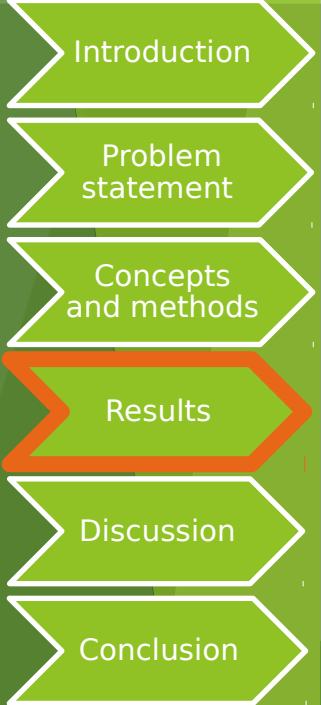 Introduction
Problem
statement
Concepts
and methods
Results
Discussion
Conclusion